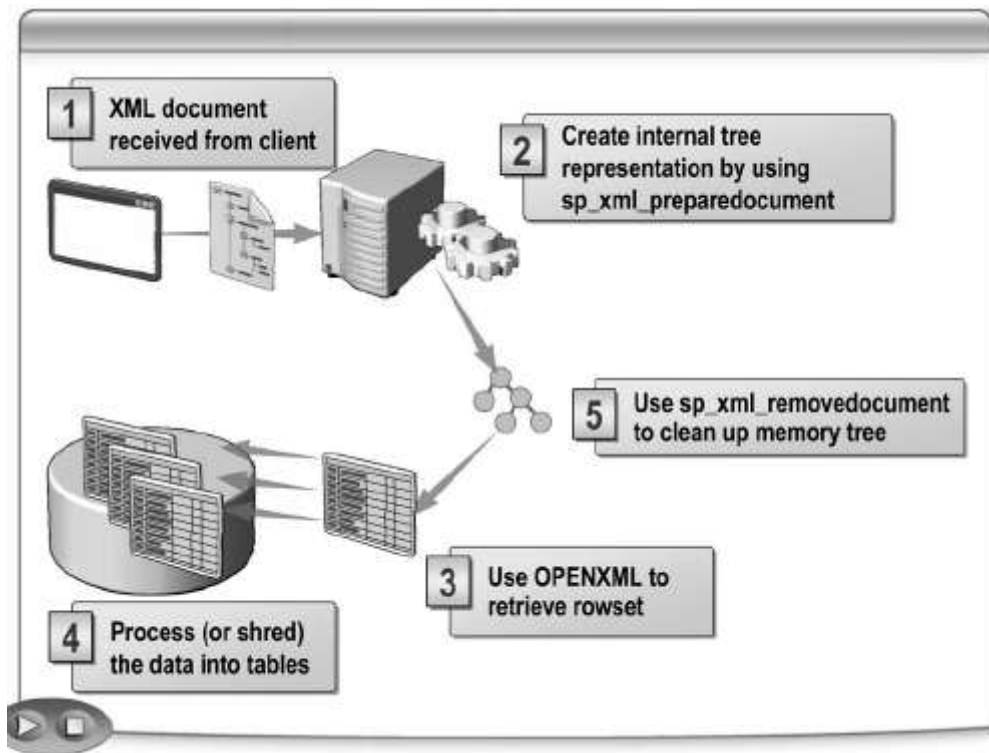 1
XML document
received from client
2
Create internal tree
representation by using
sp_xml_preparedocument
5
Use sp_xml_removedocument
to clean up memory tree
3
Use OPENXML to
retrieve rowset
4
Process (or shred)
the data into tables